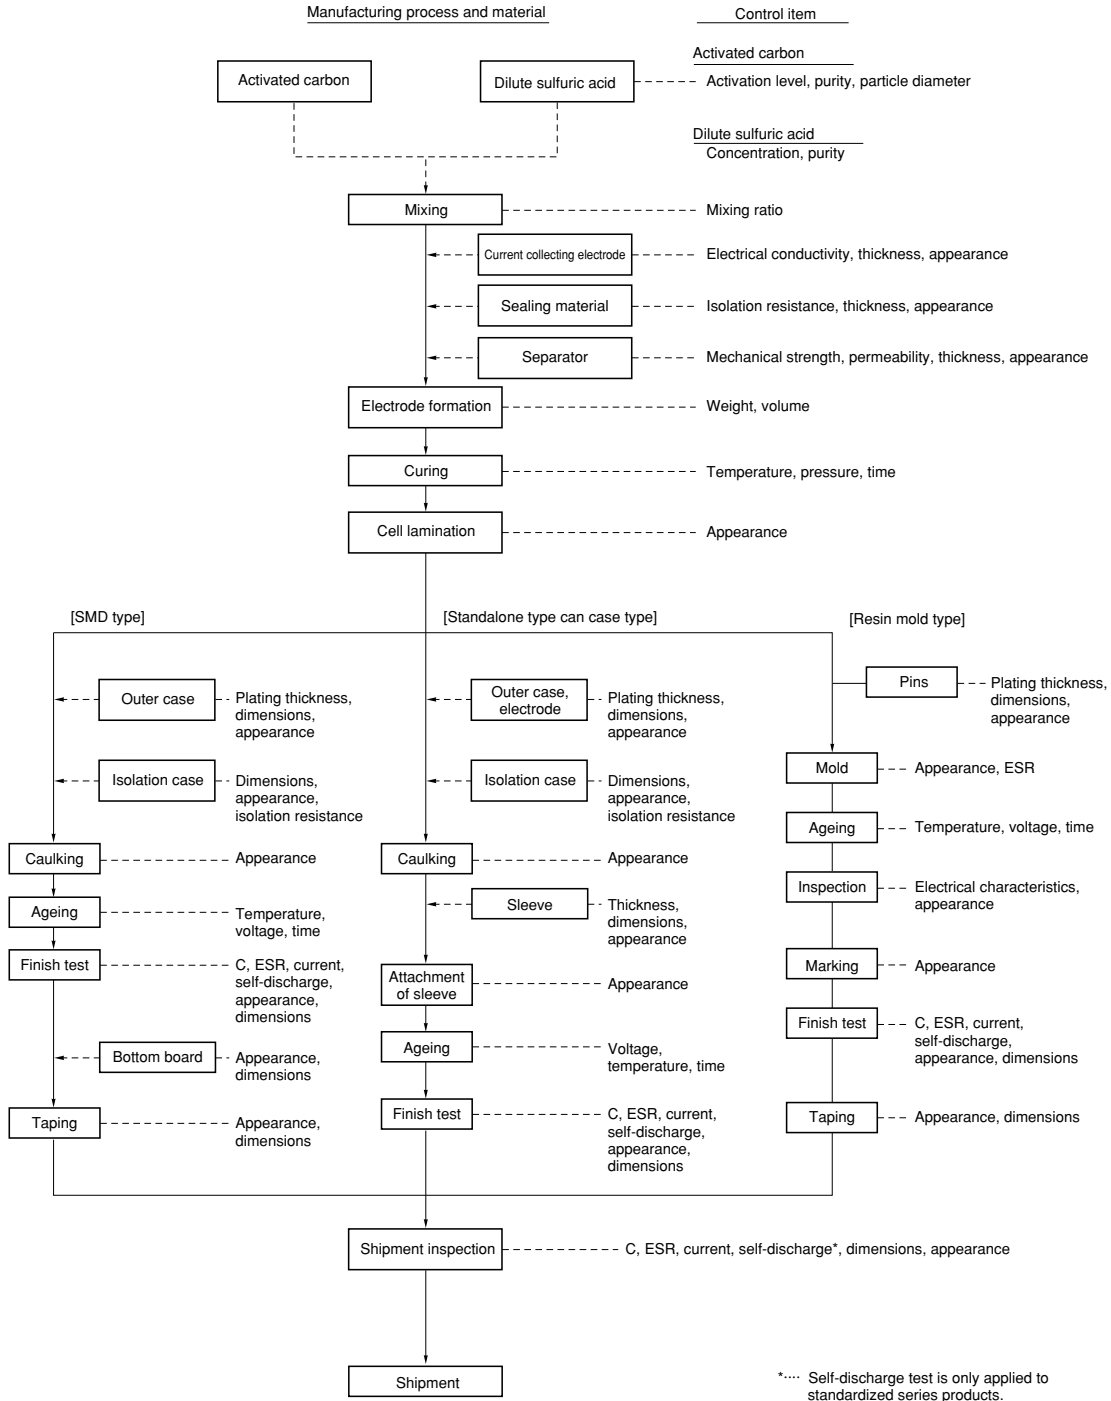 Manufacturing process and material
Control item
Activated carbon
Activated carbon
Dilute sulfuric acid
Activation level, purity, particle diameter
Dilute sulfuric acid
Concentration, purity
Mixing
Mixing ratio
Current collecting electrode
Electrical conductivity, thickness, appearance
Sealing material
Isolation resistance, thickness, appearance
Separator
Mechanical strength, permeability, thickness, appearance
Electrode formation
Weight, volume
Curing
Temperature, pressure, time
Cell lamination
Appearance
[SMD type]
Outer case
Plating thickness,
dimensions,
appearance
Isolation case
Dimensions,
appearance,
isolation resistance
Caulking
Appearance
Ageing
Temperature,
voltage, time
Finish test
C, ESR, current,
self-discharge,
appearance,
dimensions
Bottom board
Appearance,
dimensions
Taping
Appearance,
dimensions
[Standalone type can case type]
Outer case,
electrode
Plating thickness,
dimensions,
appearance
Isolation case
Dimensions,
appearance,
isolation resistance
Caulking
Appearance
Sleeve
Thickness,
dimensions,
appearance
Attachment
of sleeve
Appearance
Ageing
Voltage,
temperature, time
Finish test
C, ESR, current,
self-discharge,
appearance,
dimensions
[Resin mold type]
Pins
Plating thickness,
dimensions,
appearance
Mold
Appearance, ESR
Ageing
Temperature, voltage, time
Inspection
Electrical characteristics,
appearance
Marking
Appearance
Finish test
C, ESR, current,
self-discharge,
appearance, dimensions
Taping
Appearance, dimensions
Shipment inspection
C, ESR, current, self-discharge*, dimensions, appearance
Shipment
*···· Self-discharge test is only applied to
standardized series products.